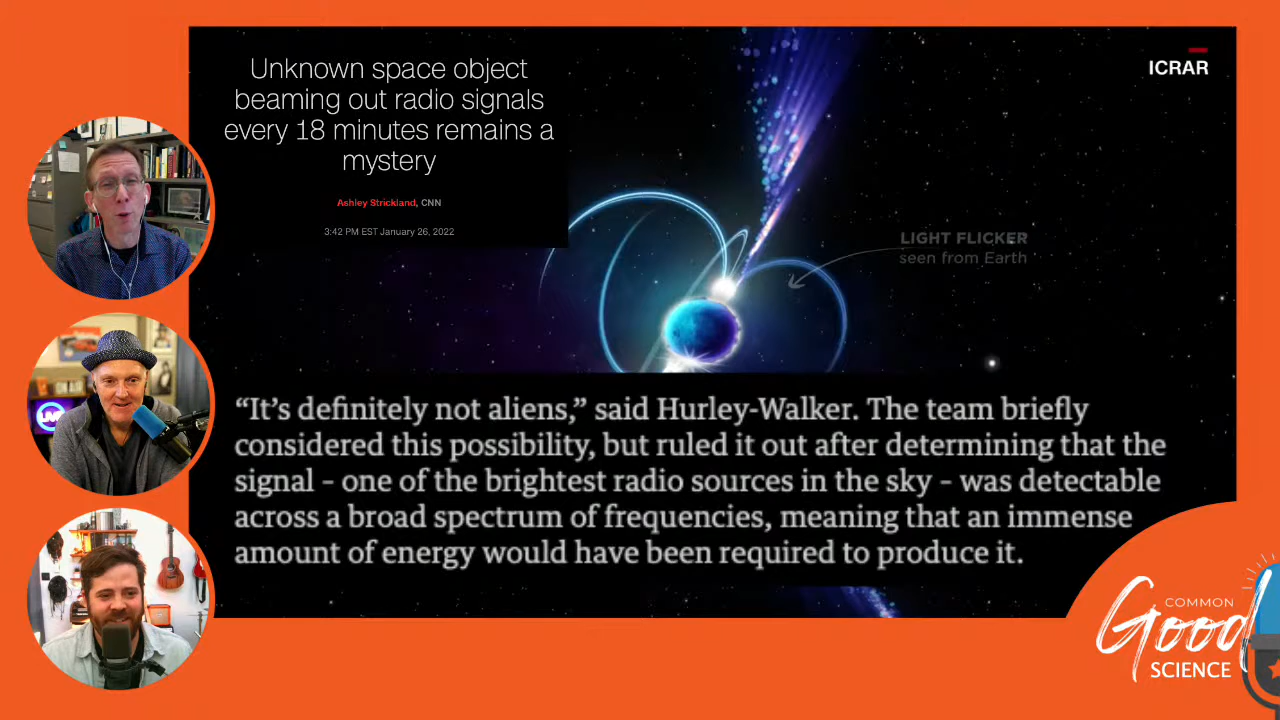 Unknown space object
beaming out radio signals
every 18 minutes remains a
mystery
Ashley Strickland, CNN
3:42 PM EST January 26, 2022
ICRAR
LIGHT FLICKER
seen from Earth
“It’s definitely not aliens,” said Hurley-Walker. The team briefly
considered this possibility, but ruled it out after determining that the
signal – one of the brightest radio sources in the sky – was detectable
across a broad spectrum of frequencies, meaning that an immense
amount of energy would have been required to produce it.
COMMON
Good
SCIENCE